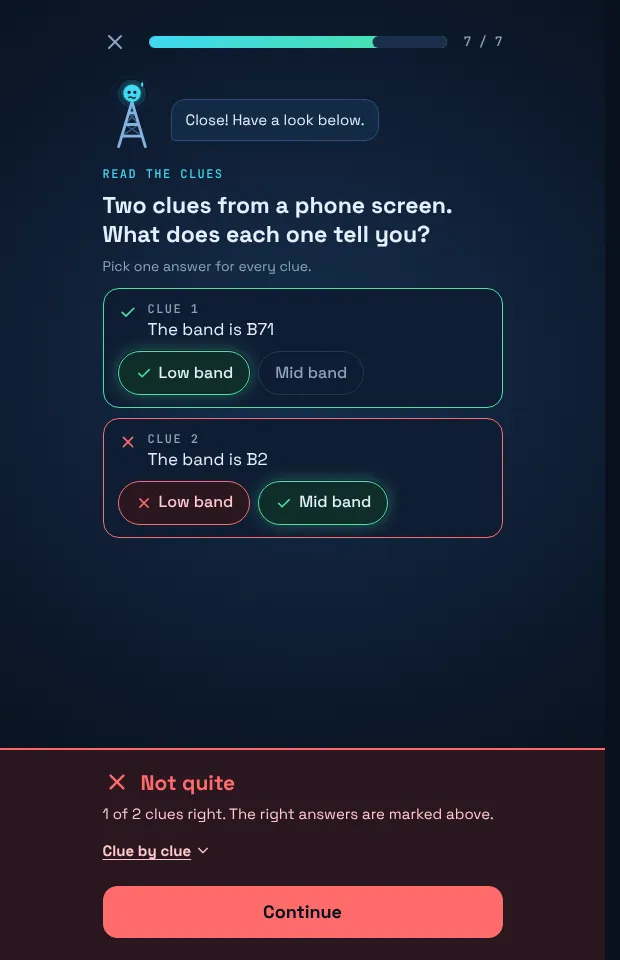 7 / 7
Close! Have a look below.
READ THE CLUES
Two clues from a phone screen.
What does each one tell you?
Pick one answer for every clue.
CLUE 1
The band is B71
Low band
Mid band
CLUE 2
The band is B2
Low band
Mid band
Not quite
1 of 2 clues right. The right answers are marked above.
Clue by clue
Continue